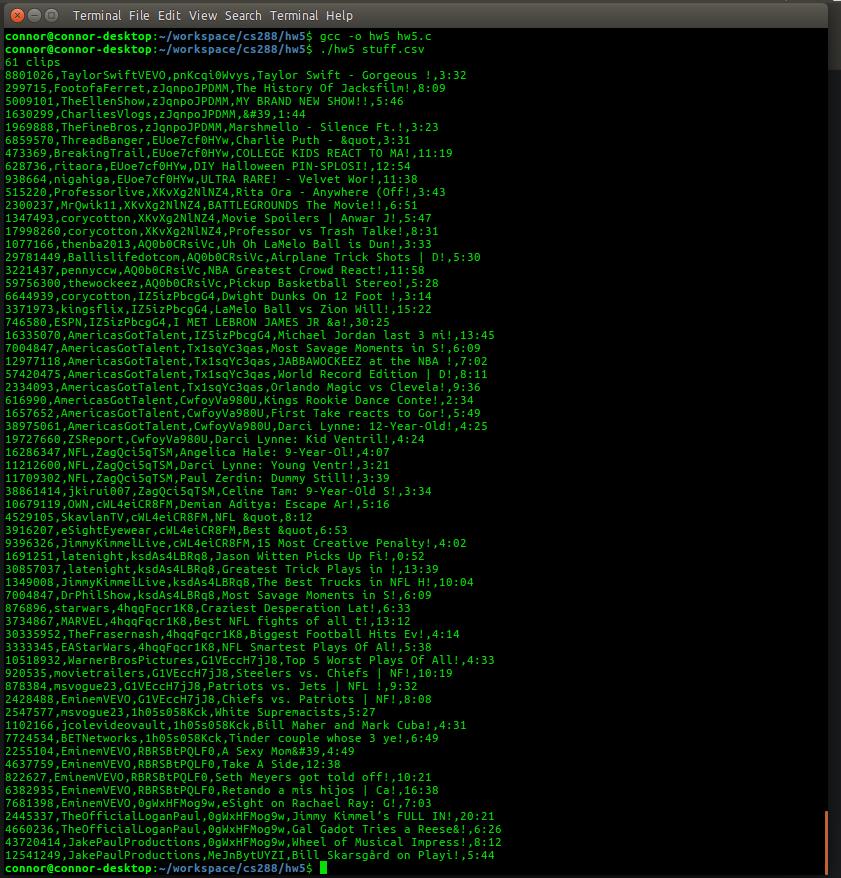 Terminal File Edit View Search Terminal Help
connor@connor-desktop:~/workspace/cs288/hw5$ gcc -o hw5 hw5.c
connor@connor-desktop:~/workspace/cs288/hw5$ ./hw5 stuff.csv
61 clips
8801026,TaylorSwiftVEVO,pnKcqi0Wvys,Taylor Swift - Gorgeous !,3:32
299715,FootofaFerret,zJqnpoJPDMM,The History Of Jacksfilm!,8:09
5009101,TheEllenShow,zJqnpoJPDMM,MY BRAND NEW SHOW!!,5:46
1630299,CharliesVlogs,zJqnpoJPDMM,&#39,1:44
1969888,TheFineBros,zJqnpoJPDMM,Marshmello - Silence Ft.!,3:23
6859570,ThreadBanger,EUoe7cf0HYw,Charlie Puth - &quot,3:31
473369,BreakingTrail,EUoe7cf0HYw,COLLEGE KIDS REACT TO MA!,11:19
628736,ritaora,EUoe7cf0HYw,DIY Halloween PIN-SPLOSI!,12:54
938664,nigahiga,EUoe7cf0HYw,ULTRA RARE! - Velvet Wor!,11:38
515220,Professorlive,XKvXg2NlNZ4,Rita Ora - Anywhere (Off!,3:43
2300237,MrQwik11,XKvXg2NlNZ4,BATTLEGROUNDS The Movie!!,6:51
1347493,corycotton,XKvXg2NlNZ4,Movie Spoilers | Anwar J!,5:47
17998260,corycotton,XKvXg2NlNZ4,Professor vs Trash Talke!,8:31
1077166,thenba2013,AQ0b0CRsiVc,Uh Oh LaMelo Ball is Dun!,3:33
29781449,Ballislifedotcom,AQ0b0CRsiVc,Airplane Trick Shots | D!,5:30
3221437,pennyccw,AQ0b0CRsiVc,NBA Greatest Crowd React!,11:58
59756300,thewockeez,AQ0b0CRsiVc,Pickup Basketball Stereo!,5:28
6644939,corycotton,IZ5izPbcgG4,Dwight Dunks On 12 Foot !,3:14
3371973,kingsflix,IZ5izPbcgG4,LaMelo Ball vs Zion Will!,15:22
746580,ESPN,IZ5izPbcgG4,I MET LEBRON JAMES JR &a!,30:25
16335070,AmericasGotTalent,IZ5izPbcgG4,Michael Jordan last 3 mi!,13:45
7004847,AmericasGotTalent,Tx1sqYc3qas,Most Savage Moments in S!,6:09
12977118,AmericasGotTalent,Tx1sqYc3qas,JABBAWOCKEEZ at the NBA !,7:02
57420475,AmericasGotTalent,Tx1sqYc3qas,World Record Edition | D!,8:11
2334093,AmericasGotTalent,Tx1sqYc3qas,Orlando Magic vs Clevela!,9:36
616990,AmericasGotTalent,CwfoyVa980U,Kings Rookie Dance Conte!,2:34
1657652,AmericasGotTalent,CwfoyVa980U,First Take reacts to Gor!,5:49
38975061,AmericasGotTalent,CwfoyVa980U,Darci Lynne: 12-Year-Old!,4:25
19727660,ZSReport,CwfoyVa980U,Darci Lynne: Kid Ventril!,4:24
16286347,NFL,ZagQci5qTSM,Angelica Hale: 9-Year-Ol!,4:07
11212600,NFL,ZagQci5qTSM,Darci Lynne: Young Ventr!,3:21
11709302,NFL,ZagQci5qTSM,Paul Zerdin: Dummy Still!,3:39
38861414,jkirui007,ZagQci5qTSM,Celine Tam: 9-Year-Old S!,3:34
10679119,OWN,cWL4eiCR8FM,Demian Aditya: Escape Ar!,5:16
4529105,SkavlanTV,cWL4eiCR8FM,NFL &quot,8:12
3916207,eSightEyewear,cWL4eiCR8FM,Best &quot,6:53
9396326,JimmyKimmelLive,cWL4eiCR8FM,15 Most Creative Penalty!,4:02
1691251,latenight,ksdAs4LBRq8,Jason Witten Picks Up Fi!,0:52
30857037,latenight,ksdAs4LBRq8,Greatest Trick Plays in !,13:39
1349008,JimmyKimmelLive,ksdAs4LBRq8,The Best Trucks in NFL H!,10:04
7004847,DrPhilShow,ksdAs4LBRq8,Most Savage Moments in S!,6:09
876896,starwars,4hqqFqcr1K8,Craziest Desperation Lat!,6:33
3734867,MARVEL,4hqqFqcr1K8,Best NFL fights of all t!,13:12
30335952,TheFrasernash,4hqqFqcr1K8,Biggest Football Hits Ev!,4:14
3333345,EAStarWars,4hqqFqcr1K8,NFL Smartest Plays Of Al!,5:38
10518932,WarnerBrosPictures,G1VEccH7jJ8,Top 5 Worst Plays Of All!,4:33
920535,movietrailers,G1VEccH7jJ8,Steelers vs. Chiefs | NF!,10:19
878384,msvogue23,G1VEccH7jJ8,Patriots vs. Jets | NFL !,9:32
2428488,EminemVEVO,G1VEccH7jJ8,Chiefs vs. Patriots | NF!,8:08
2547577,msvogue23,1h05s058Kck,White Supremacists,5:27
1102166,jcolevideovault,1h05s058Kck,Bill Maher and Mark Cuba!,4:31
7724534,BETNetworks,1h05s058Kck,Tinder couple whose 3 ye!,6:49
2255104,EminemVEVO,RBRSBtPQLF0,A Sexy Mom&#39,4:49
4637759,EminemVEVO,RBRSBtPQLF0,Take A Side,12:38
822627,EminemVEVO,RBRSBtPQLF0,Seth Meyers got told off!,10:21
6382935,EminemVEVO,RBRSBtPQLF0,Retando a mis hijos | Ca!,16:38
7681398,EminemVEVO,0gWxHFMog9w,eSight on Rachael Ray: G!,7:03
2445337,TheOfficialLoganPaul,0gWxHFMog9w,Jimmy Kimmel’s FULL IN!,20:21
4660236,TheOfficialLoganPaul,0gWxHFMog9w,Gal Gadot Tries a Reese&!,6:26
43720414,JakePaulProductions,0gWxHFMog9w,Wheel of Musical Impress!,8:12
12541249,JakePaulProductions,MeJnBytUYZI,Bill Skarsgård on Playi!,5:44
connor@connor-desktop:~/workspace/cs288/hw5$